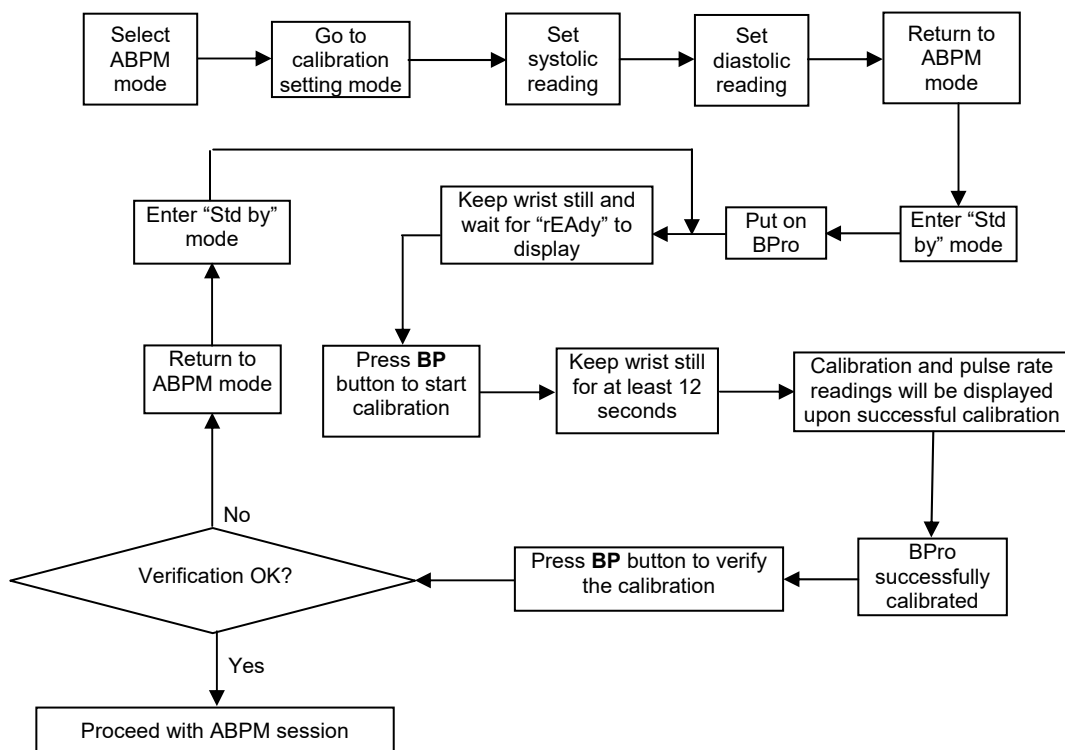 Select
ABPM
mode
Go to
calibration
setting mode
Set
systolic
reading
Set
diastolic
reading
Return to
ABPM
mode
Enter “Std
by” mode
Put on
BPro
Keep wrist still and
wait for “rEAdy” to
display
Press BP
button to start
calibration
Keep wrist still
for at least 12
seconds
Calibration and pulse rate
readings will be displayed
upon successful calibration
BPro
successfully
calibrated
Press BP button to verify
the calibration
Verification OK?
No
Return to
ABPM mode
Enter “Std by”
mode
Yes
Proceed with ABPM session